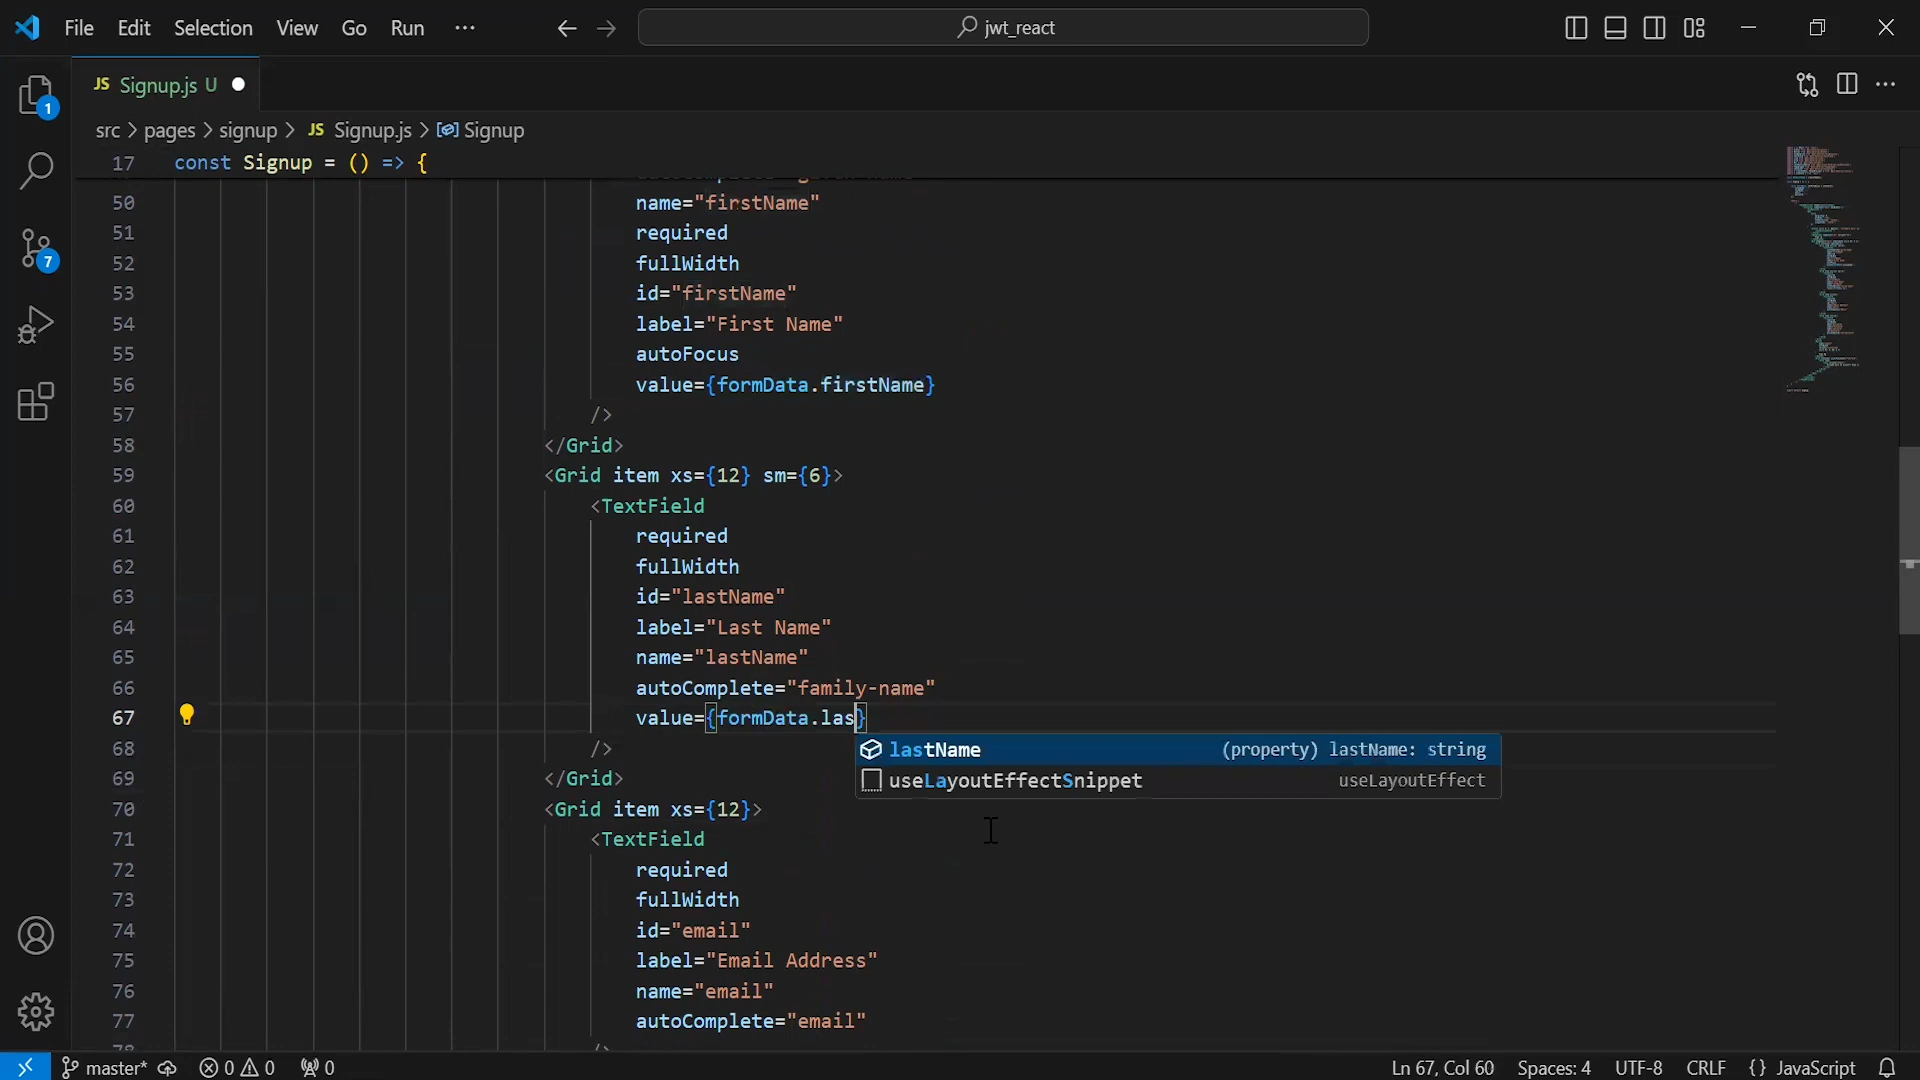 File Edit Selection View Go Run ··· jwt_react
JS Signup.js U
src > pages > signup > JS Signup.js > Signup
17 const Signup = () => {
50 name="firstName"
51 required
52 fullWidth
53 id="firstName"
54 label="First Name"
55 autoFocus
56 value={formData.firstName}
57 />
58 </Grid>
59 <Grid item xs={12} sm={6}>
60 <TextField
61 required
62 fullWidth
63 id="lastName"
64 label="Last Name"
65 name="lastName"
66 autoComplete="family-name"
67 value={formData.las}
68 />
lastName (property) lastName: string
69 </Grid>
useLayoutEffectSnippet useLayoutEffect
70 <Grid item xs={12}>
71 <TextField
72 required
73 fullWidth
74 id="email"
75 label="Email Address"
76 name="email"
77 autoComplete="email"
1
7
master* 0 0 0 Ln 67, Col 60 Spaces: 4 UTF-8 CRLF {} JavaScript